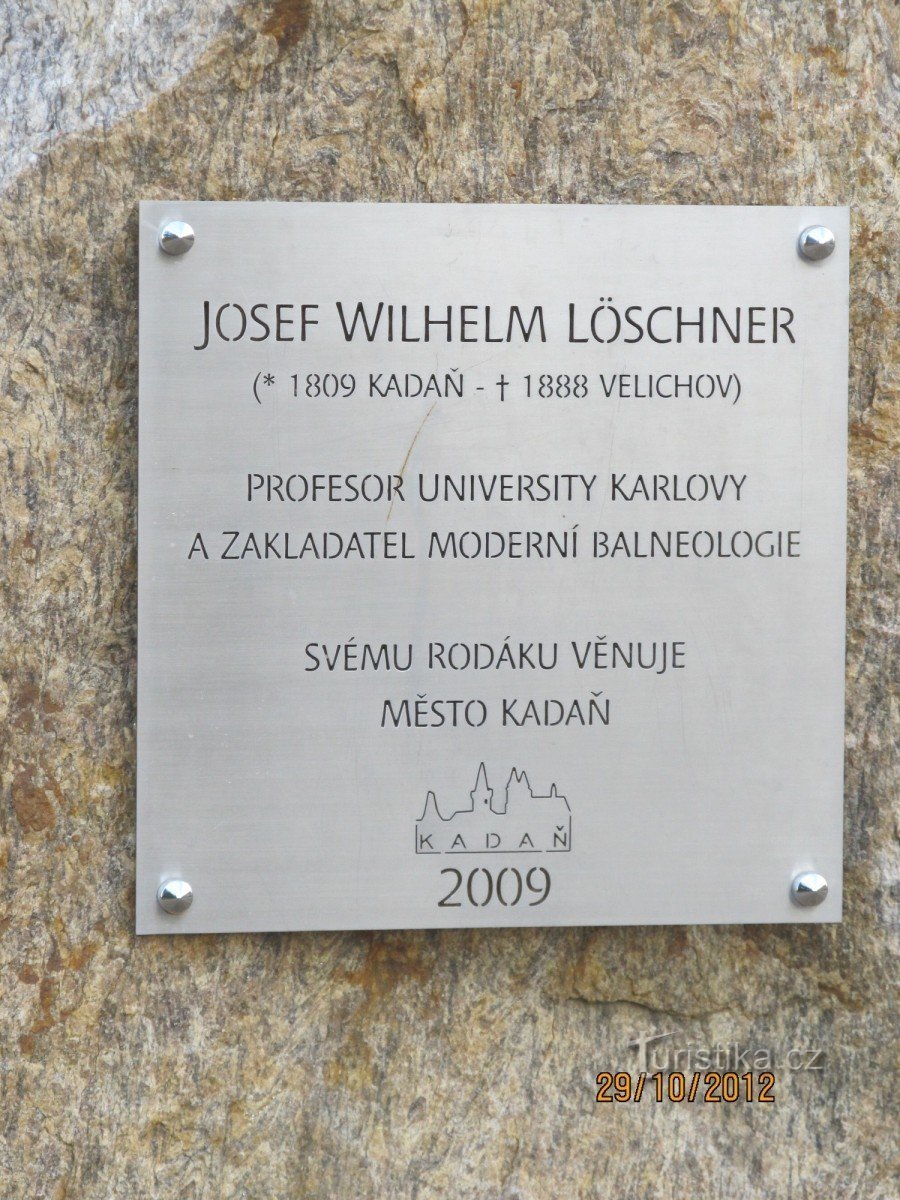 JOSEF WILHELM LÖSCHNER
(* 1809 KADAŇ - † 1888 VELICHOV)
PROFESOR UNIVERSITY KARLOVY
A ZAKLADATEL MODERNÍ BALNEOLOGIE
SVÉMU RODÁKU VĚNUJE
MĚSTO KADAŇ
KADAŇ
2009
Turistika.cz
29/10/2012